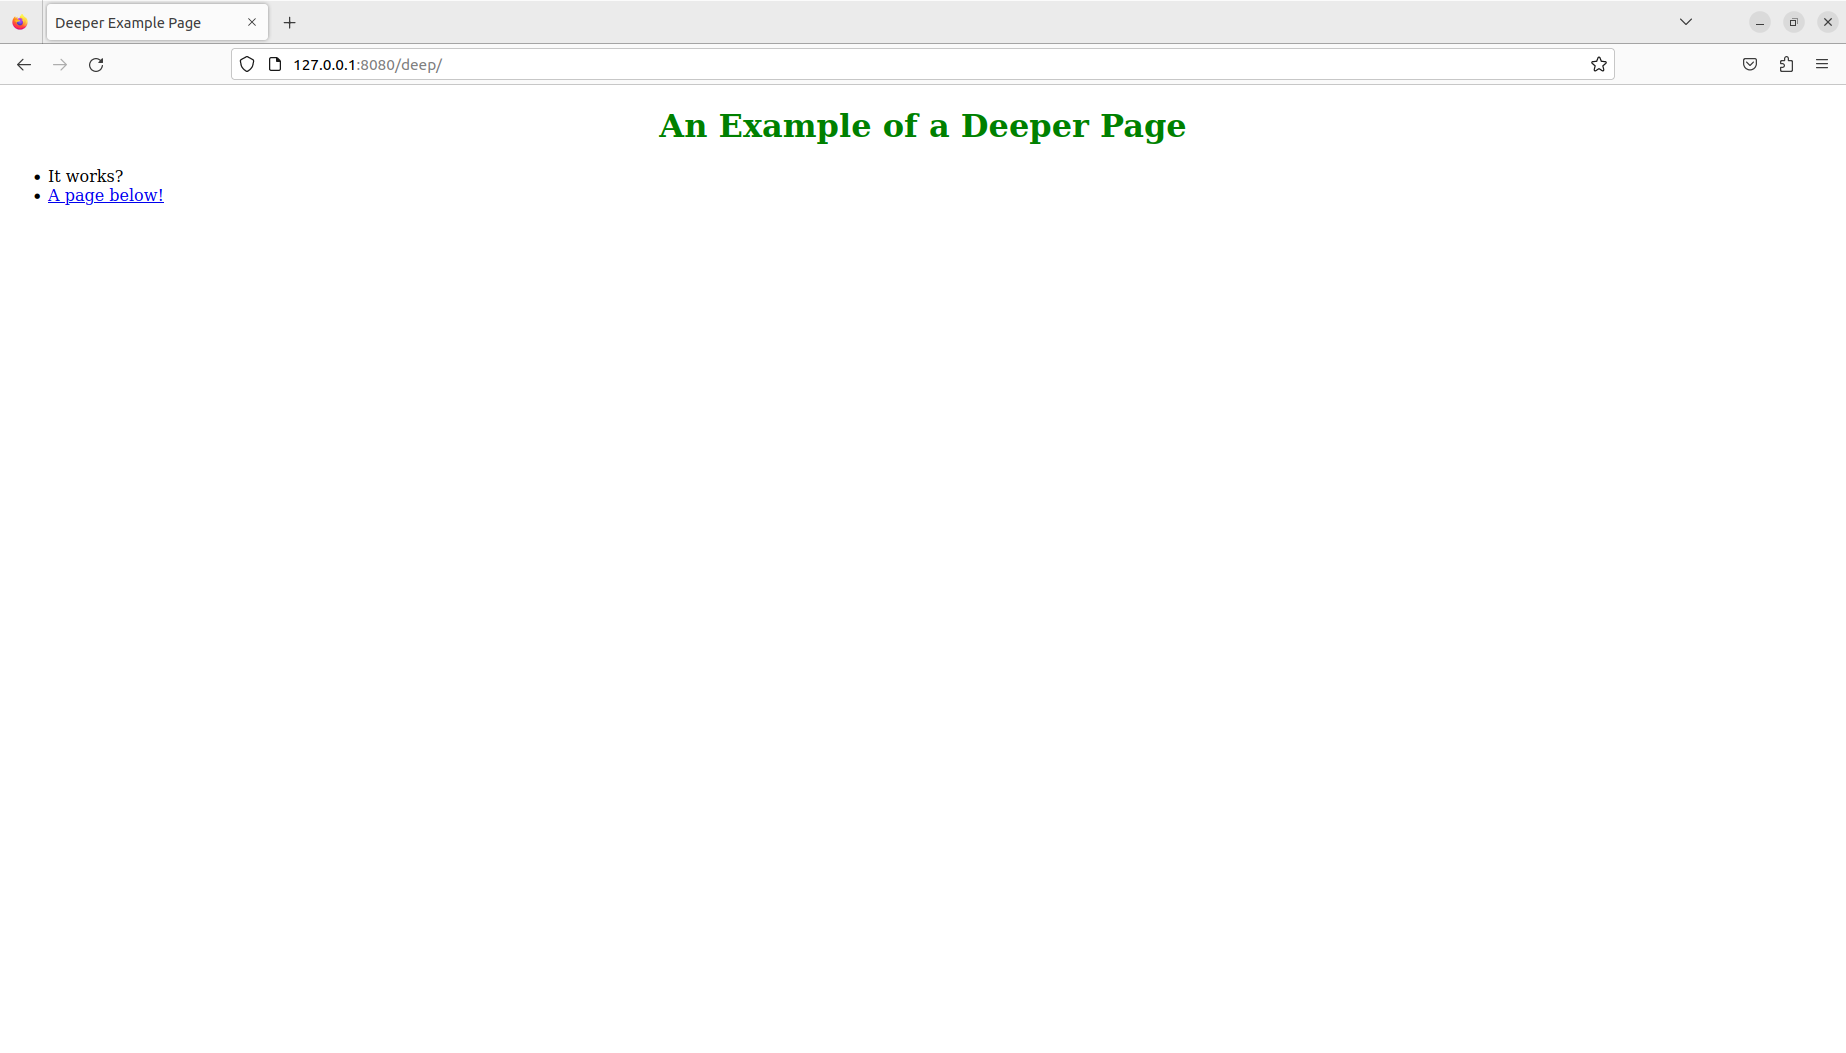 Deeper Example Page
127.0.0.1:8080/deep/
An Example of a Deeper Page
It works?
A page below!